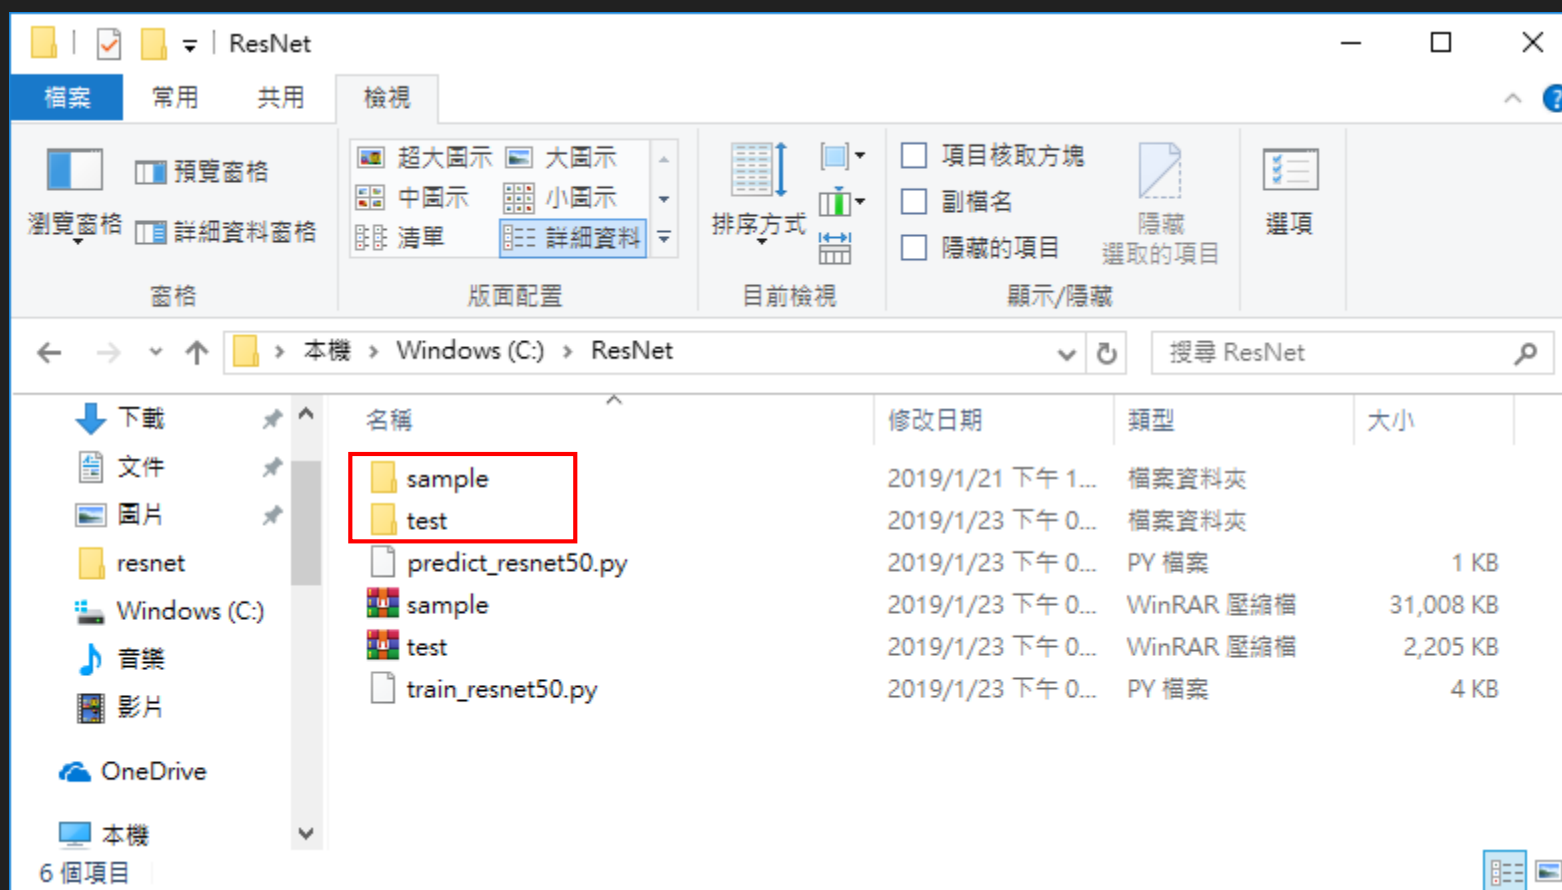 ResNet
檔案 常用 共用 檢視
瀏覽窗格
預覽窗格
詳細資料窗格
窗格
超大圖示 大圖示
中圖示 小圖示
清單 詳細資料
版面配置
排序方式
目前檢視
項目核取方塊
副檔名
隱藏的項目
隱藏
選取的項目
顯示/隱藏
選項
本機 Windows (C:) ResNet
搜尋 ResNet
下載
文件
圖片
resnet
Windows (C:)
音樂
影片
OneDrive
本機
名稱 修改日期 類型 大小
sample 2019/1/21 下午 1... 檔案資料夾
test 2019/1/23 下午 0... 檔案資料夾
predict_resnet50.py 2019/1/23 下午 0... PY 檔案 1 KB
sample 2019/1/23 下午 0... WinRAR 壓縮檔 31,008 KB
test 2019/1/23 下午 0... WinRAR 壓縮檔 2,205 KB
train_resnet50.py 2019/1/23 下午 0... PY 檔案 4 KB
6 個項目